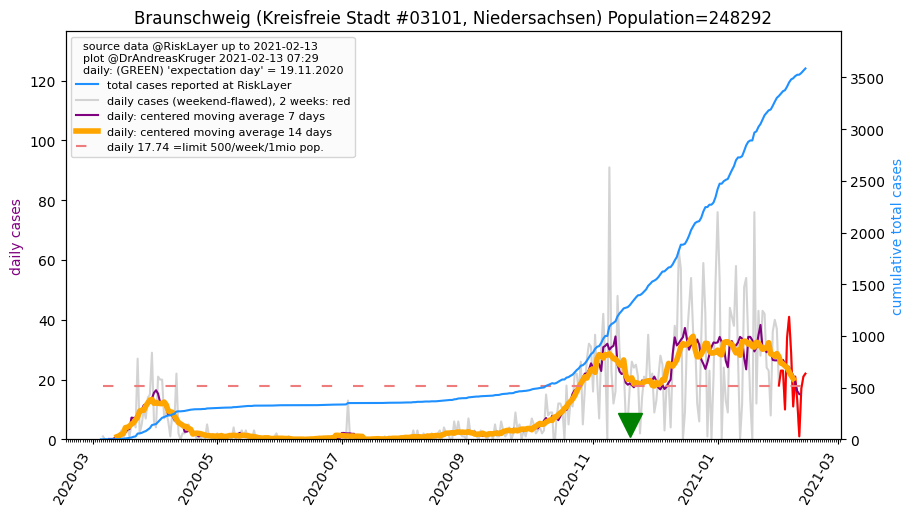 Braunschweig (Kreisfreie Stadt #03101, Niedersachsen) Population=248292
source data @RiskLayer up to 2021-02-13
plot @DrAndreasKruger 2021-02-13 07:29
daily: (GREEN) 'expectation day' = 19.11.2020
total cases reported at RiskLayer
daily cases (weekend-flawed), 2 weeks: red
daily: centered moving average 7 days
daily: centered moving average 14 days
daily 17.74 =limit 500/week/1mio pop.
daily cases
120
100
80
60
40
20
0
cumulative total cases
3500
3000
2500
2000
1500
1000
500
0
2020-03
2020-05
2020-07
2020-09
2020-11
2021-01
2021-03